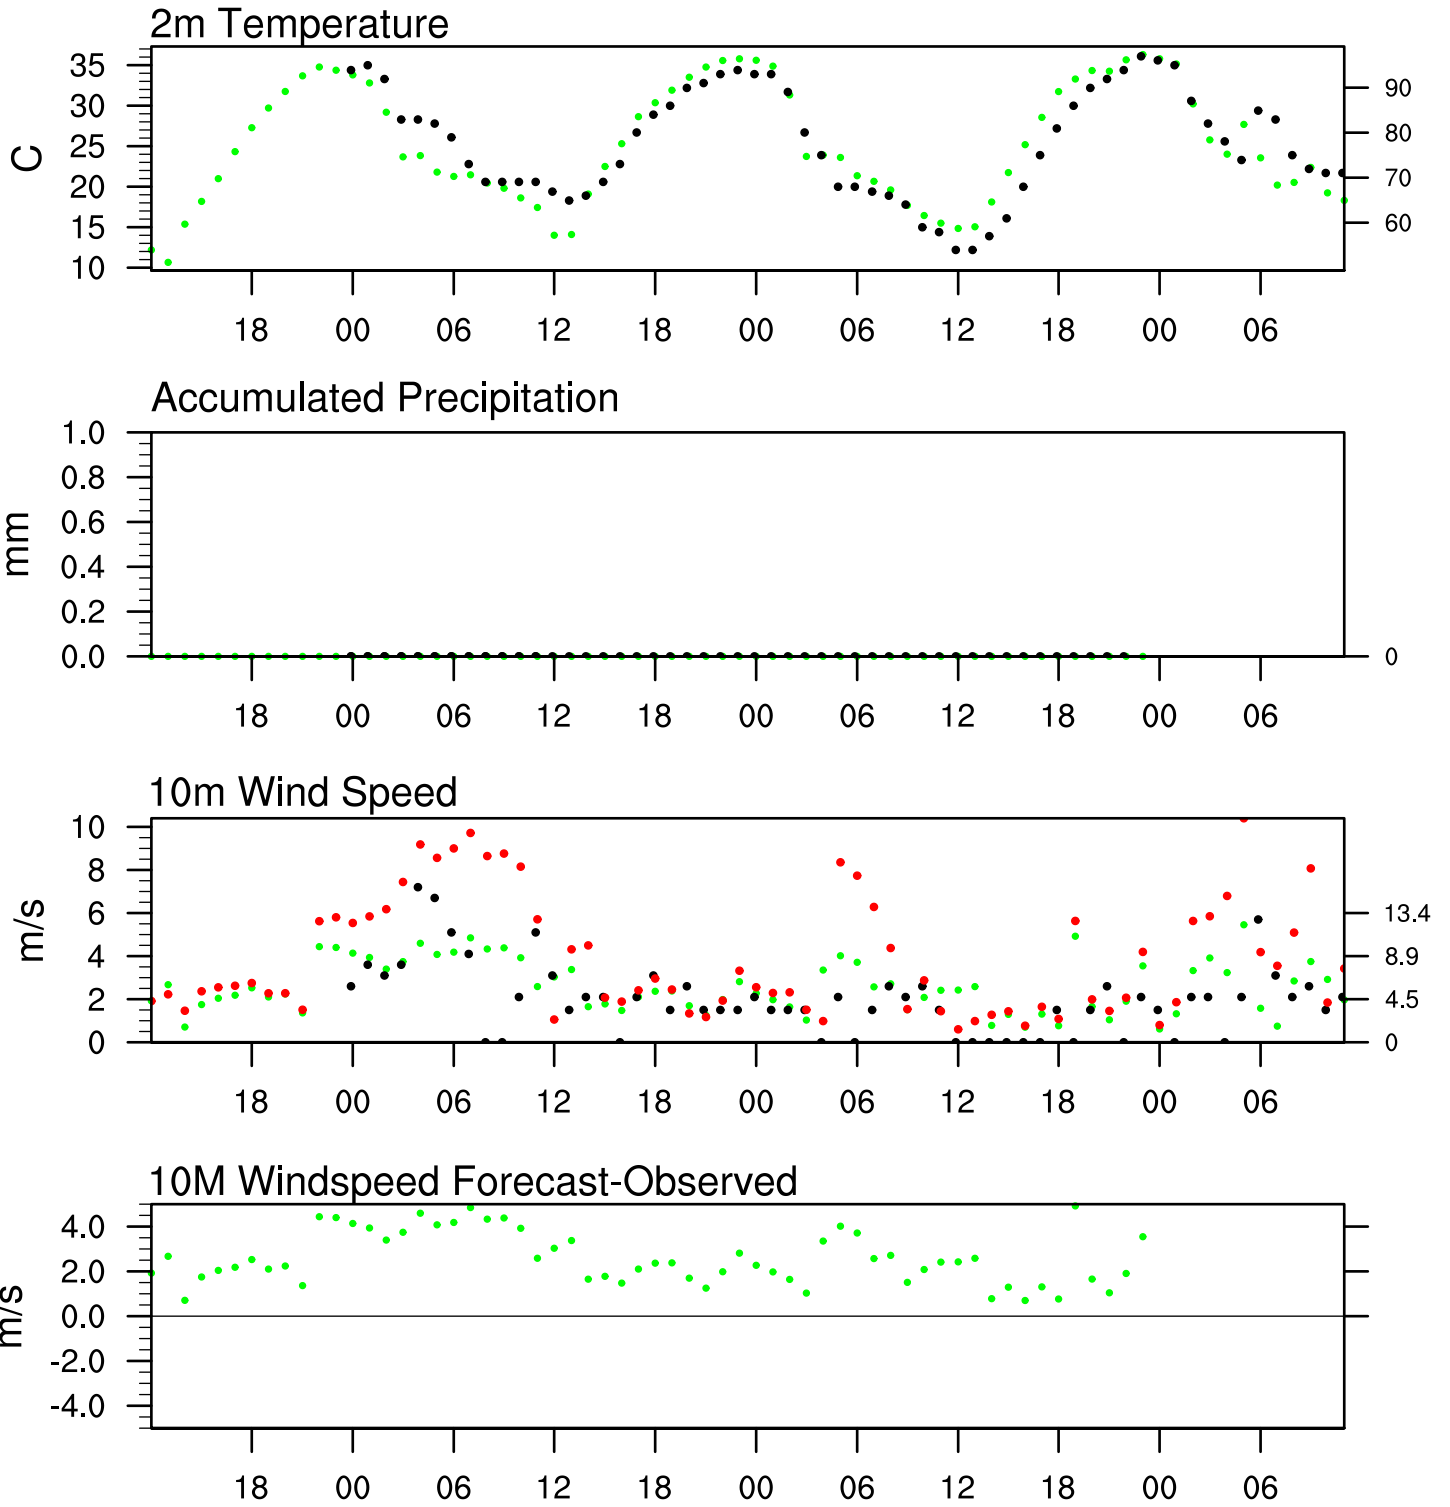 2m Temperature
C
35
30
25
20
15
10
90
80
70
60
18 00 06 12 18 00 06 12 18 00 06
Accumulated Precipitation
mm
1.0
0.8
0.6
0.4
0.2
0.0
0
18 00 06 12 18 00 06 12 18 00 06
10m Wind Speed
m/s
10
8
6
4
2
0
13.4
8.9
4.5
0
18 00 06 12 18 00 06 12 18 00 06
10M Windspeed Forecast-Observed
m/s
4.0
2.0
0.0
-2.0
-4.0
18 00 06 12 18 00 06 12 18 00 06